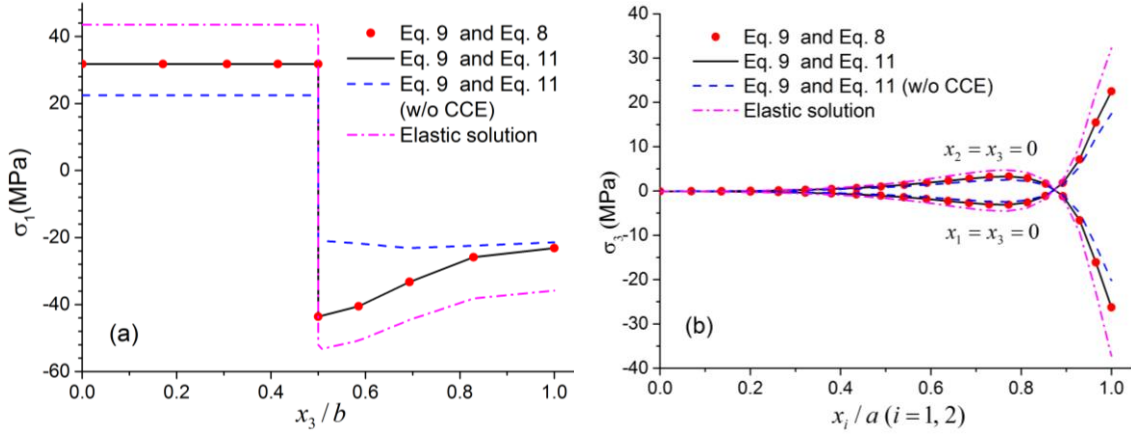 60
40
20
0
-20
-40
-60
σ₁(MPa)
Eq. 9 and Eq. 8
Eq. 9 and Eq. 11
Eq. 9 and Eq. 11
(w/o CCE)
Elastic solution
(a)
0.0 0.2 0.4 0.6 0.8 1.0
x₃ / b
40
30
20
10
0
-10
-20
-30
-40
σ₃ (MPa)
Eq. 9 and Eq. 8
Eq. 9 and Eq. 11
Eq. 9 and Eq. 11 (w/o CCE)
Elastic solution
x₂ = x₃ = 0
x₁ = x₃ = 0
(b)
0.0 0.2 0.4 0.6 0.8 1.0
xᵢ / a (i = 1, 2)